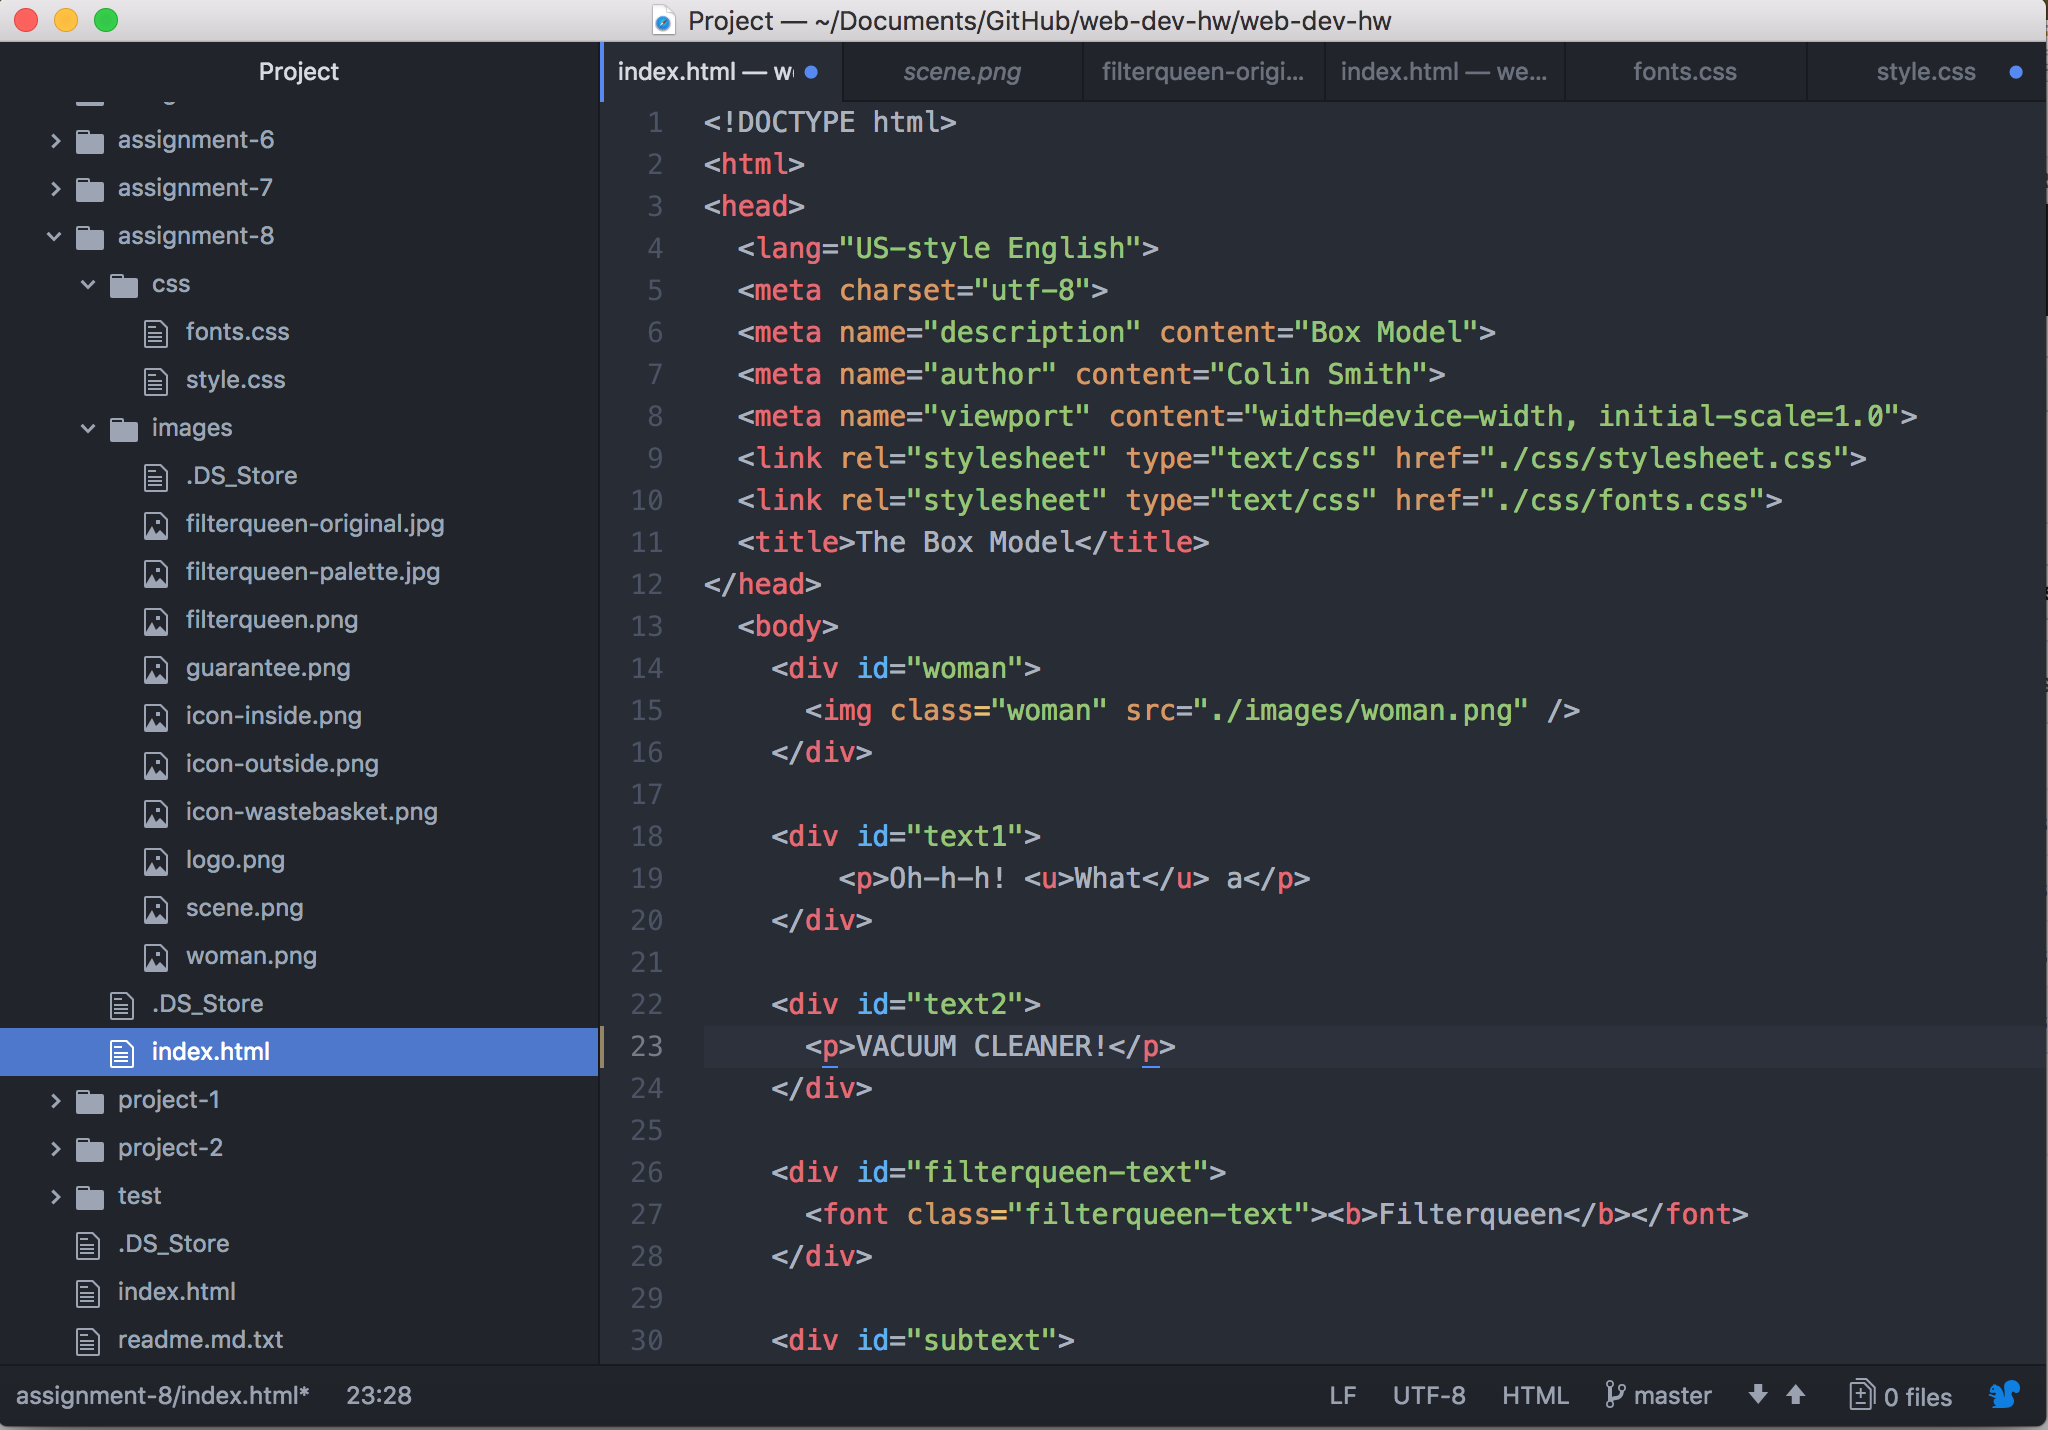 Project — ~/Documents/GitHub/web-dev-hw/web-dev-hw
Project
assignment-6
assignment-7
assignment-8
css
fonts.css
style.css
images
.DS_Store
filterqueen-original.jpg
filterqueen-palette.jpg
filterqueen.png
guarantee.png
icon-inside.png
icon-outside.png
icon-wastebasket.png
logo.png
scene.png
woman.png
.DS_Store
index.html
project-1
project-2
test
.DS_Store
index.html
readme.md.txt
index.html — we scene.png filterqueen-origi... index.html — we... fonts.css style.css
1 <!DOCTYPE html>
2 <html>
3 <head>
4 <lang="US-style English">
5 <meta charset="utf-8">
6 <meta name="description" content="Box Model">
7 <meta name="author" content="Colin Smith">
8 <meta name="viewport" content="width=device-width, initial-scale=1.0">
9 <link rel="stylesheet" type="text/css" href="./css/stylesheet.css">
10 <link rel="stylesheet" type="text/css" href="./css/fonts.css">
11 <title>The Box Model</title>
12 </head>
13 <body>
14 <div id="woman">
15 <img class="woman" src="./images/woman.png" />
16 </div>
17
18 <div id="text1">
19 <p>Oh-h-h! <u>What</u> a</p>
20 </div>
21
22 <div id="text2">
23 <p>VACUUM CLEANER!</p>
24 </div>
25
26 <div id="filterqueen-text">
27 <font class="filterqueen-text"><b>Filterqueen</b></font>
28 </div>
29
30 <div id="subtext">
assignment-8/index.html* 23:28 LF UTF-8 HTML master 0 files